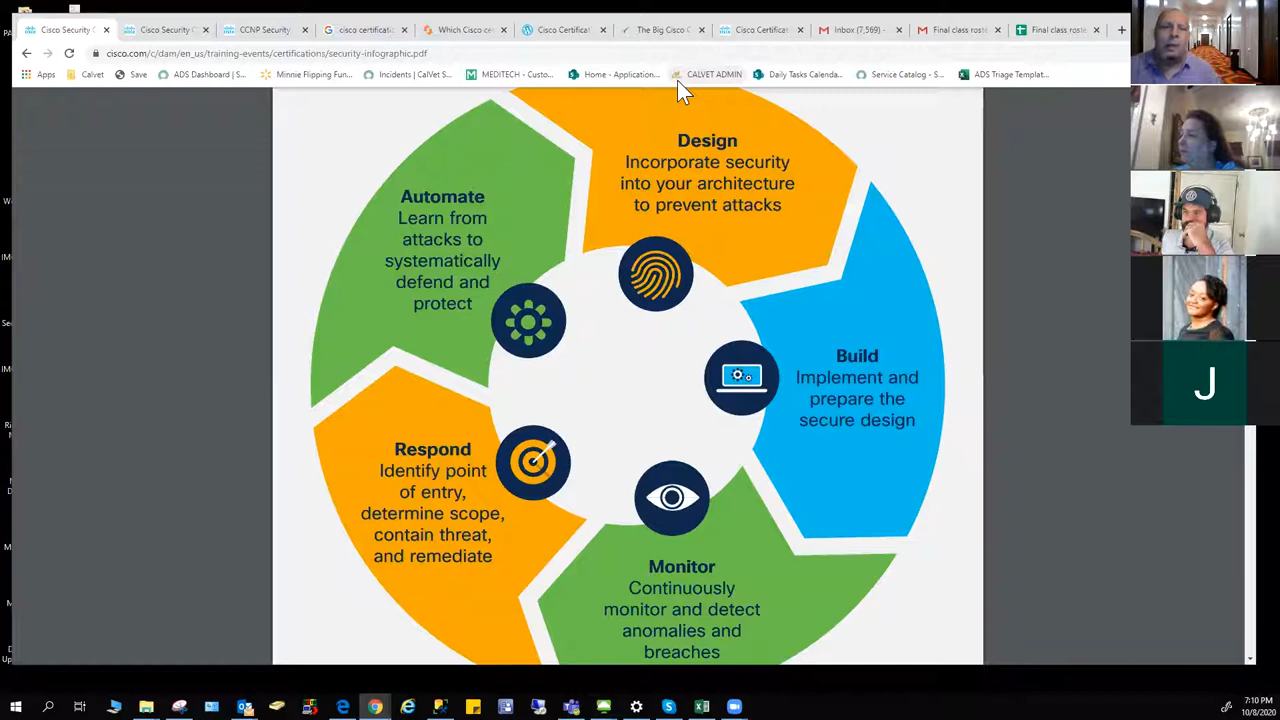 Cisco Security C
Cisco Security C
CCNP Security
cisco certificati
Which Cisco c
Cisco Certificat
The Big Cisco C
Cisco Certificat
Inbox (7,569) -
Final class roste
Final class roste
cisco.com/c/dam/en_us/training-events/certifications/security-infographic.pdf
Apps
Calvet
Save
ADS Dashboard | S...
Minnie Flipping Fun...
Incidents | CalVet S...
MEDITECH - Custo...
Home - Application...
CALVET ADMIN
Daily Tasks Calenda...
Service Catalog - S...
ADS Triage Templat...
Design
Incorporate security
into your architecture
to prevent attacks
Automate
Learn from
attacks to
systematically
defend and
protect
Build
Implement and
prepare the
secure design
Respond
Identify point
of entry,
determine scope,
contain threat,
and remediate
Monitor
Continuously
monitor and detect
anomalies and
breaches
J
7:10 PM
10/8/2020